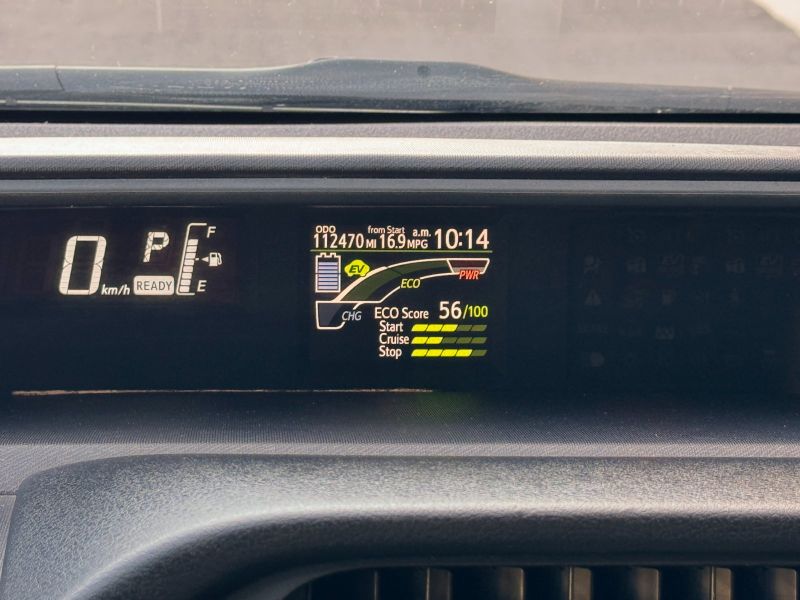 0 km/h
P
READY
F
E
ODO from Start a.m.
112470 MI 16.9 MPG 10:14
EV
PWR
ECO
CHG
ECO Score 56/100
Start
Cruise
Stop